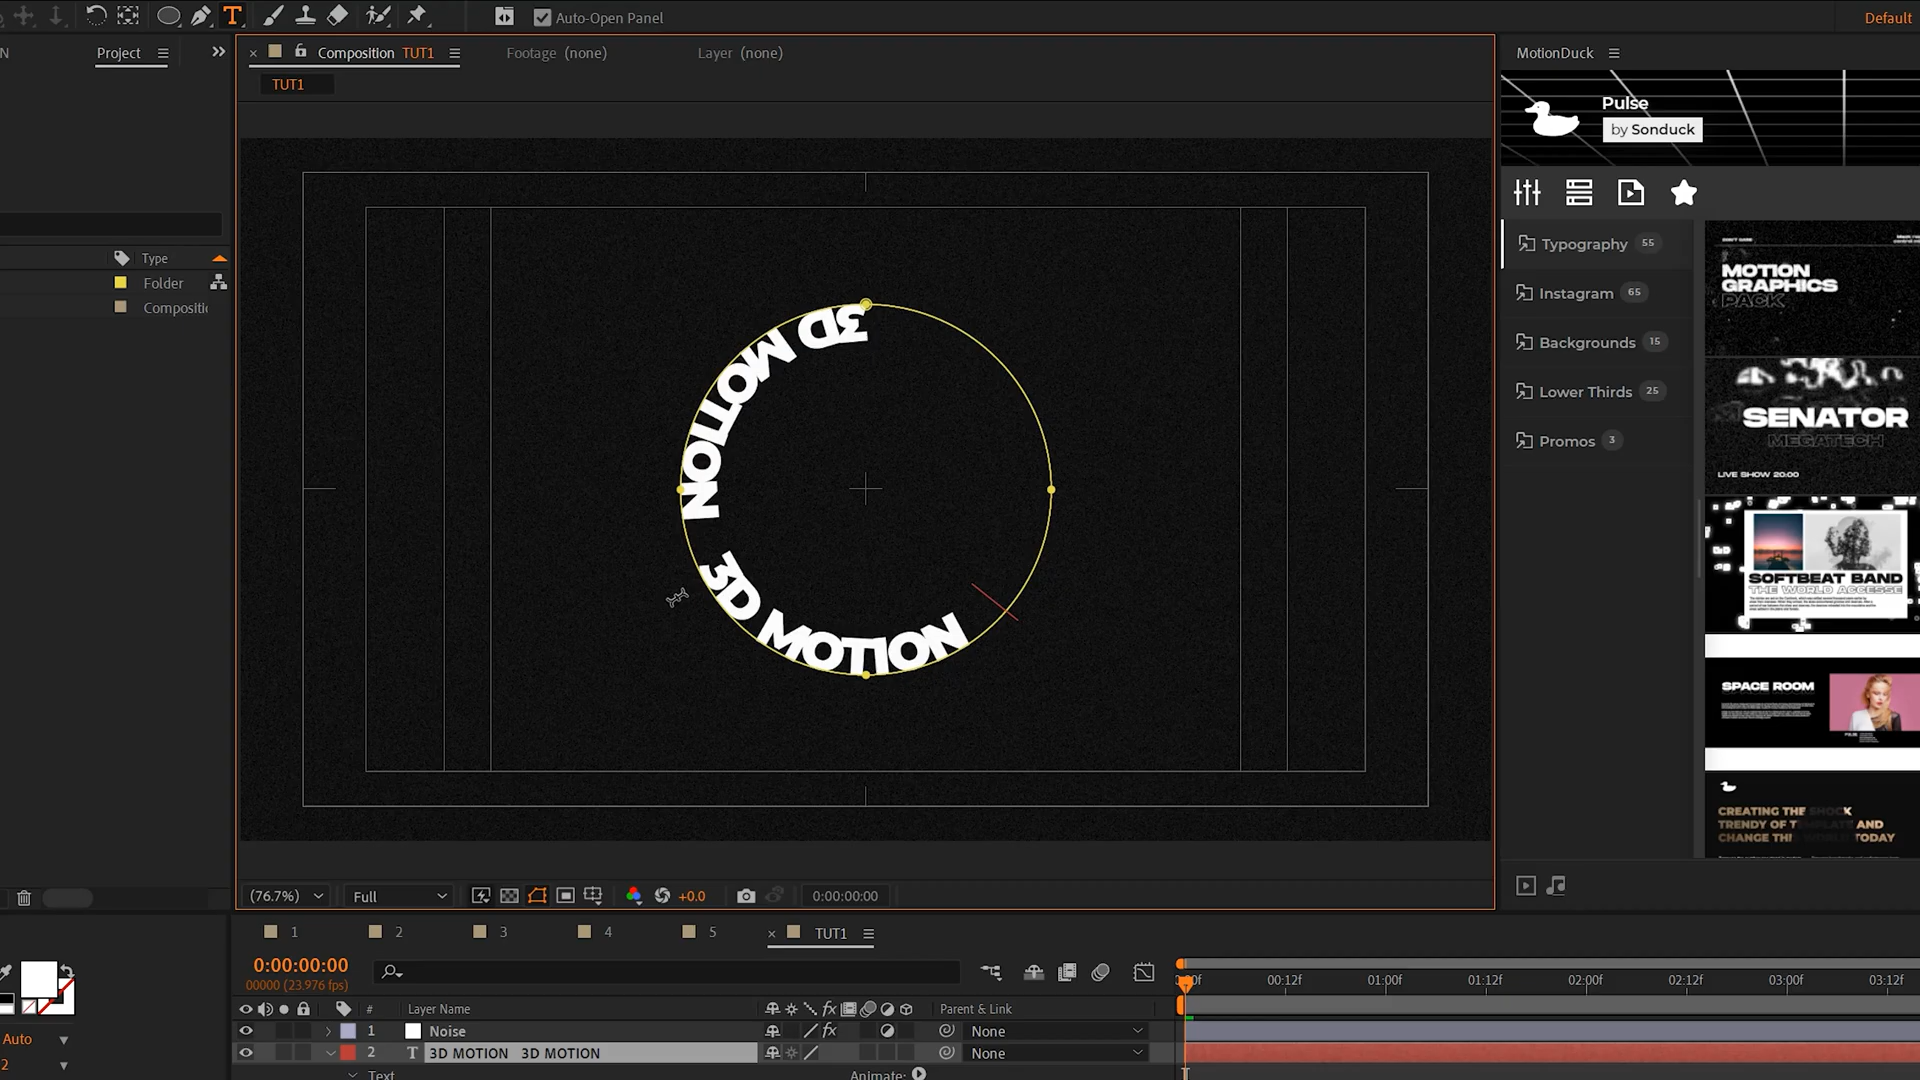 Auto-Open Panel
Default
N
Project
Composition TUT1
Footage (none)
Layer (none)
MotionDuck
TUT1
Pulse
by Sonduck
Type
Folder
Compositic
Typography 55
Instagram 65
Backgrounds 15
Lower Thirds 25
Promos 3
MOTION
GRAPHICS
PACK
SENATOR
MEGATECH
LIVE SHOW 20:00
SOFTBEAT BAND
THE WORLD ACCESSE
SPACE ROOM
CREATING THE SHOCK
TRENDY OF T AND
CHANGE TH TODAY
3D MOTION
3D MOTION
(76.7%)
Full
+0.0
0:00:00:00
1
2
3
4
5
TUT1
0:00:00:00
00000 (23.976 fps)
00:12f
01:00f
01:12f
02:00f
02:12f
03:00f
03:12f
#
Layer Name
fx
Parent & Link
1
Noise
fx
None
2
T
3D MOTION 3D MOTION
None
Text
Animate:
Auto
2